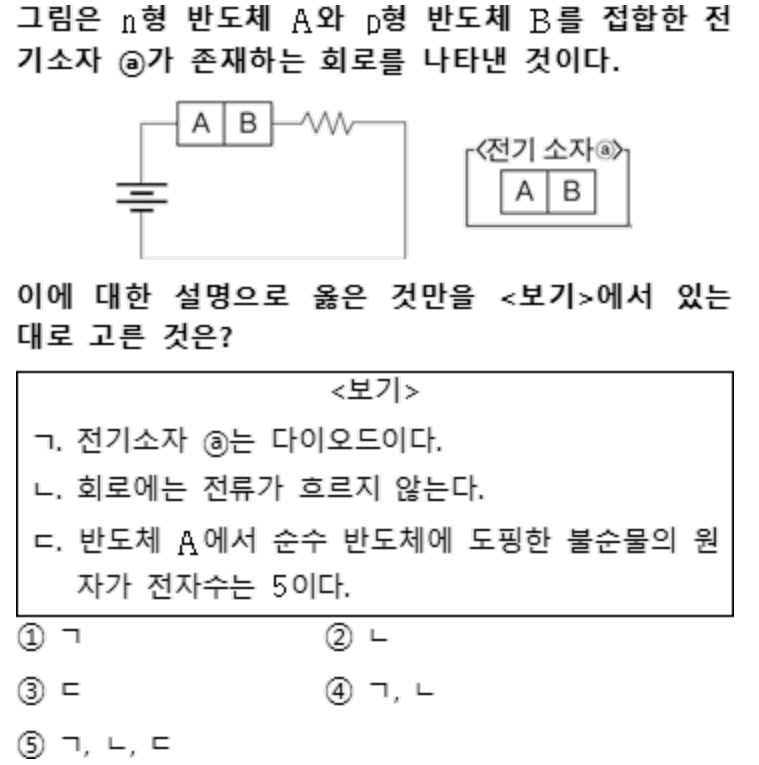 그림은 n형 반도체 A와 p형 반도체 B를 접합한 전
기소자 ⓐ가 존재하는 회로를 나타낸 것이다.
A B
<전기 소자ⓐ>
A B
이에 대한 설명으로 옳은 것만을 <보기>에서 있는
대로 고른 것은?
<보기>
ㄱ. 전기소자 ⓐ는 다이오드이다.
ㄴ. 회로에는 전류가 흐르지 않는다.
ㄷ. 반도체 A에서 순수 반도체에 도핑한 불순물의 원
자가 전자수는 5이다.
① ㄱ ② ㄴ
③ ㄷ ④ ㄱ, ㄴ
⑤ ㄱ, ㄴ, ㄷ